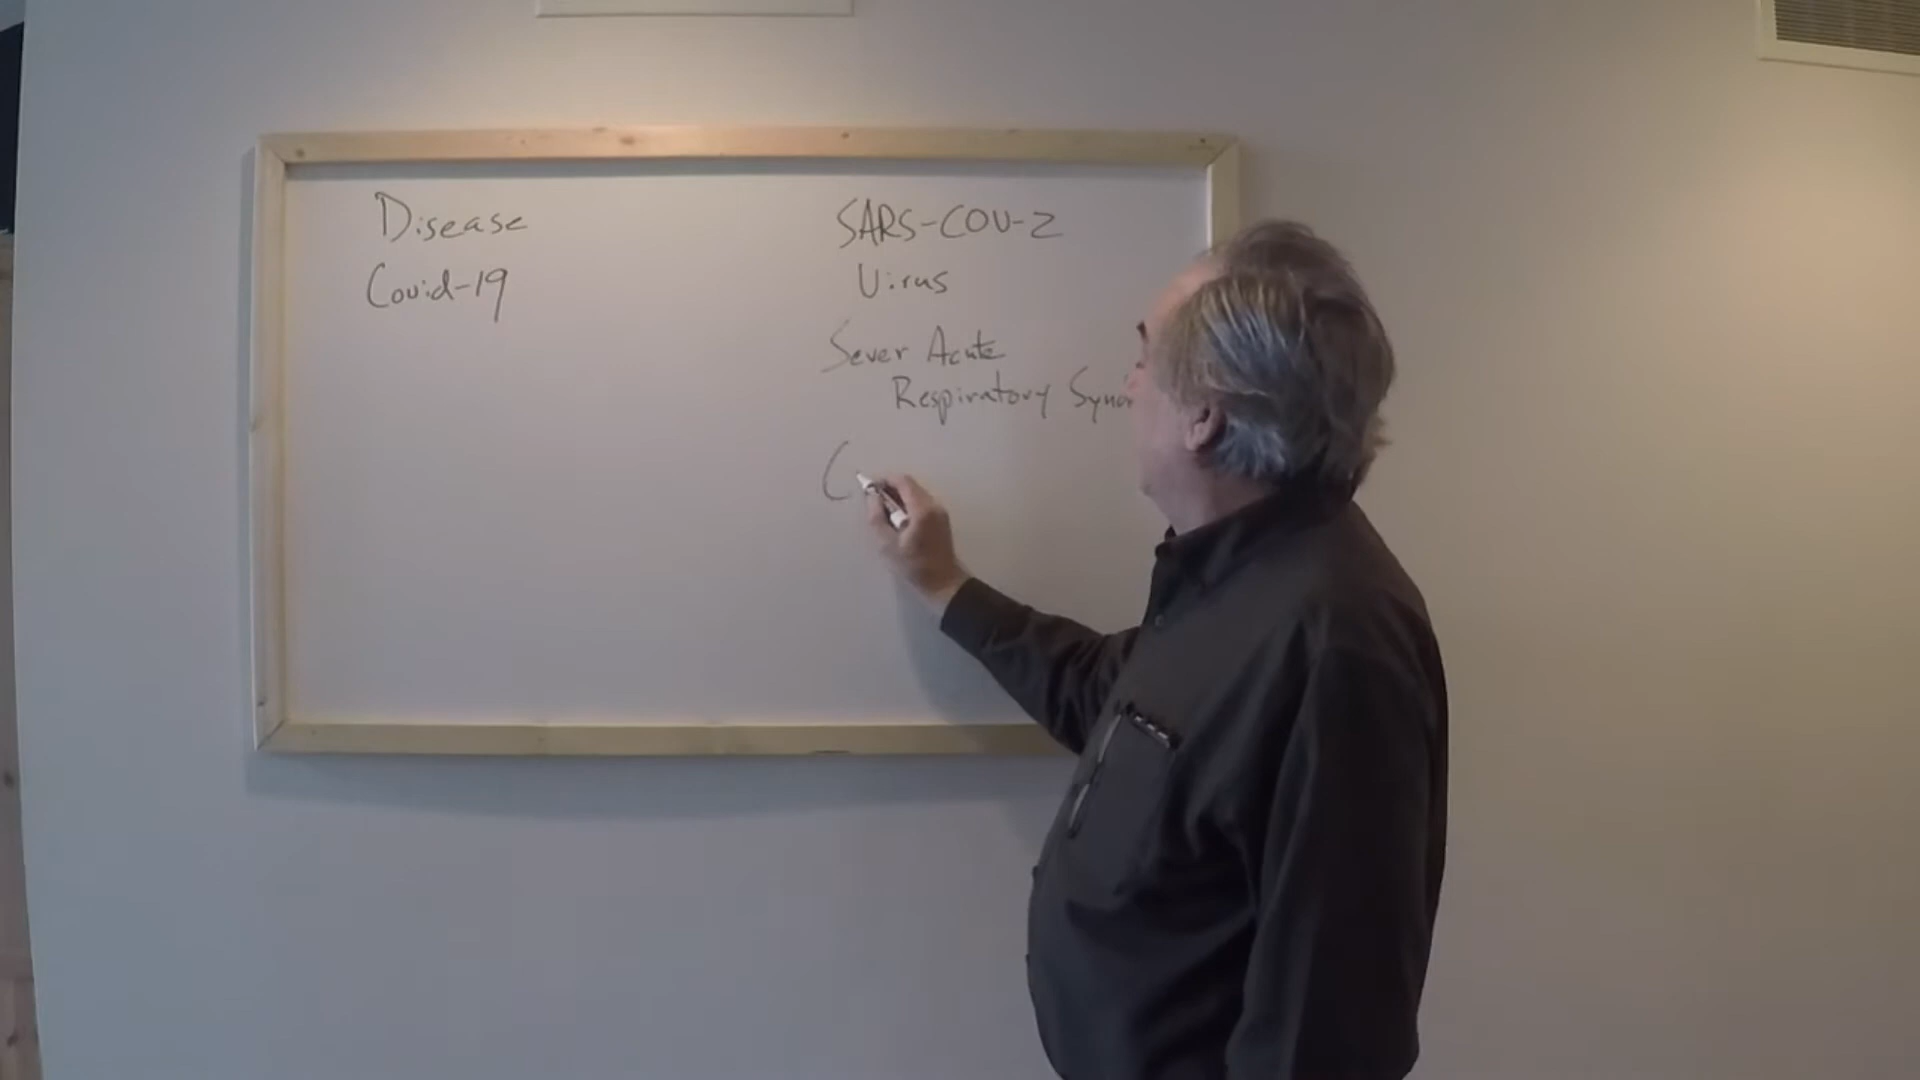 Disease
Covid-19
SARS-COV-2
Virus
Sever Acute
Respiratory
C